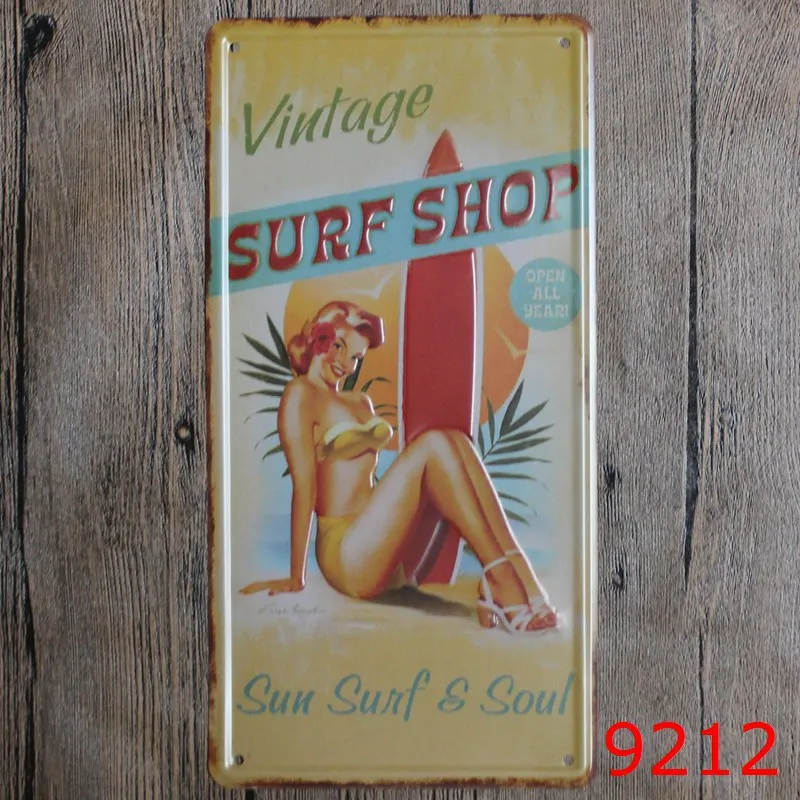 Vintage
SURF SHOP
OPEN
ALL
YEAR!
Sun Surf & Soul
9212